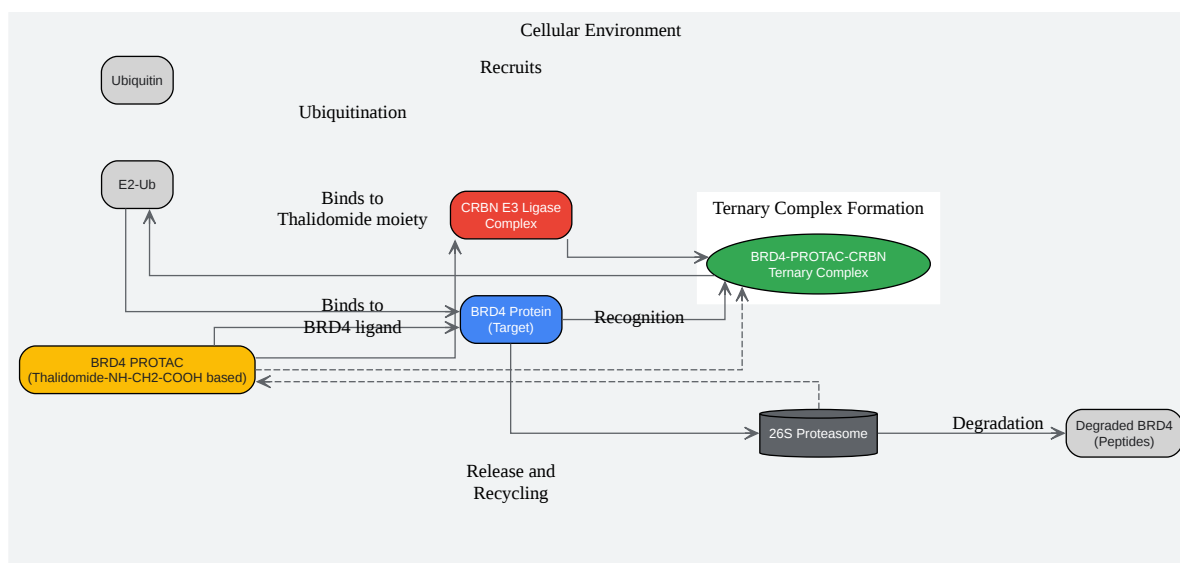 Cellular Environment
Recruits
Ubiquitin
Ubiquitination
E2-Ub
Binds to
Thalidomide moiety
CRBN E3 Ligase
Complex
Ternary Complex Formation
BRD4-PROTAC-CRBN
Ternary Complex
Binds to
BRD4 ligand
BRD4 Protein
(Target)
Recognition
BRD4 PROTAC
(Thalidomide-NH-CH2-COOH based)
26S Proteasome
Degradation
Degraded BRD4
(Peptides)
Release and
Recycling